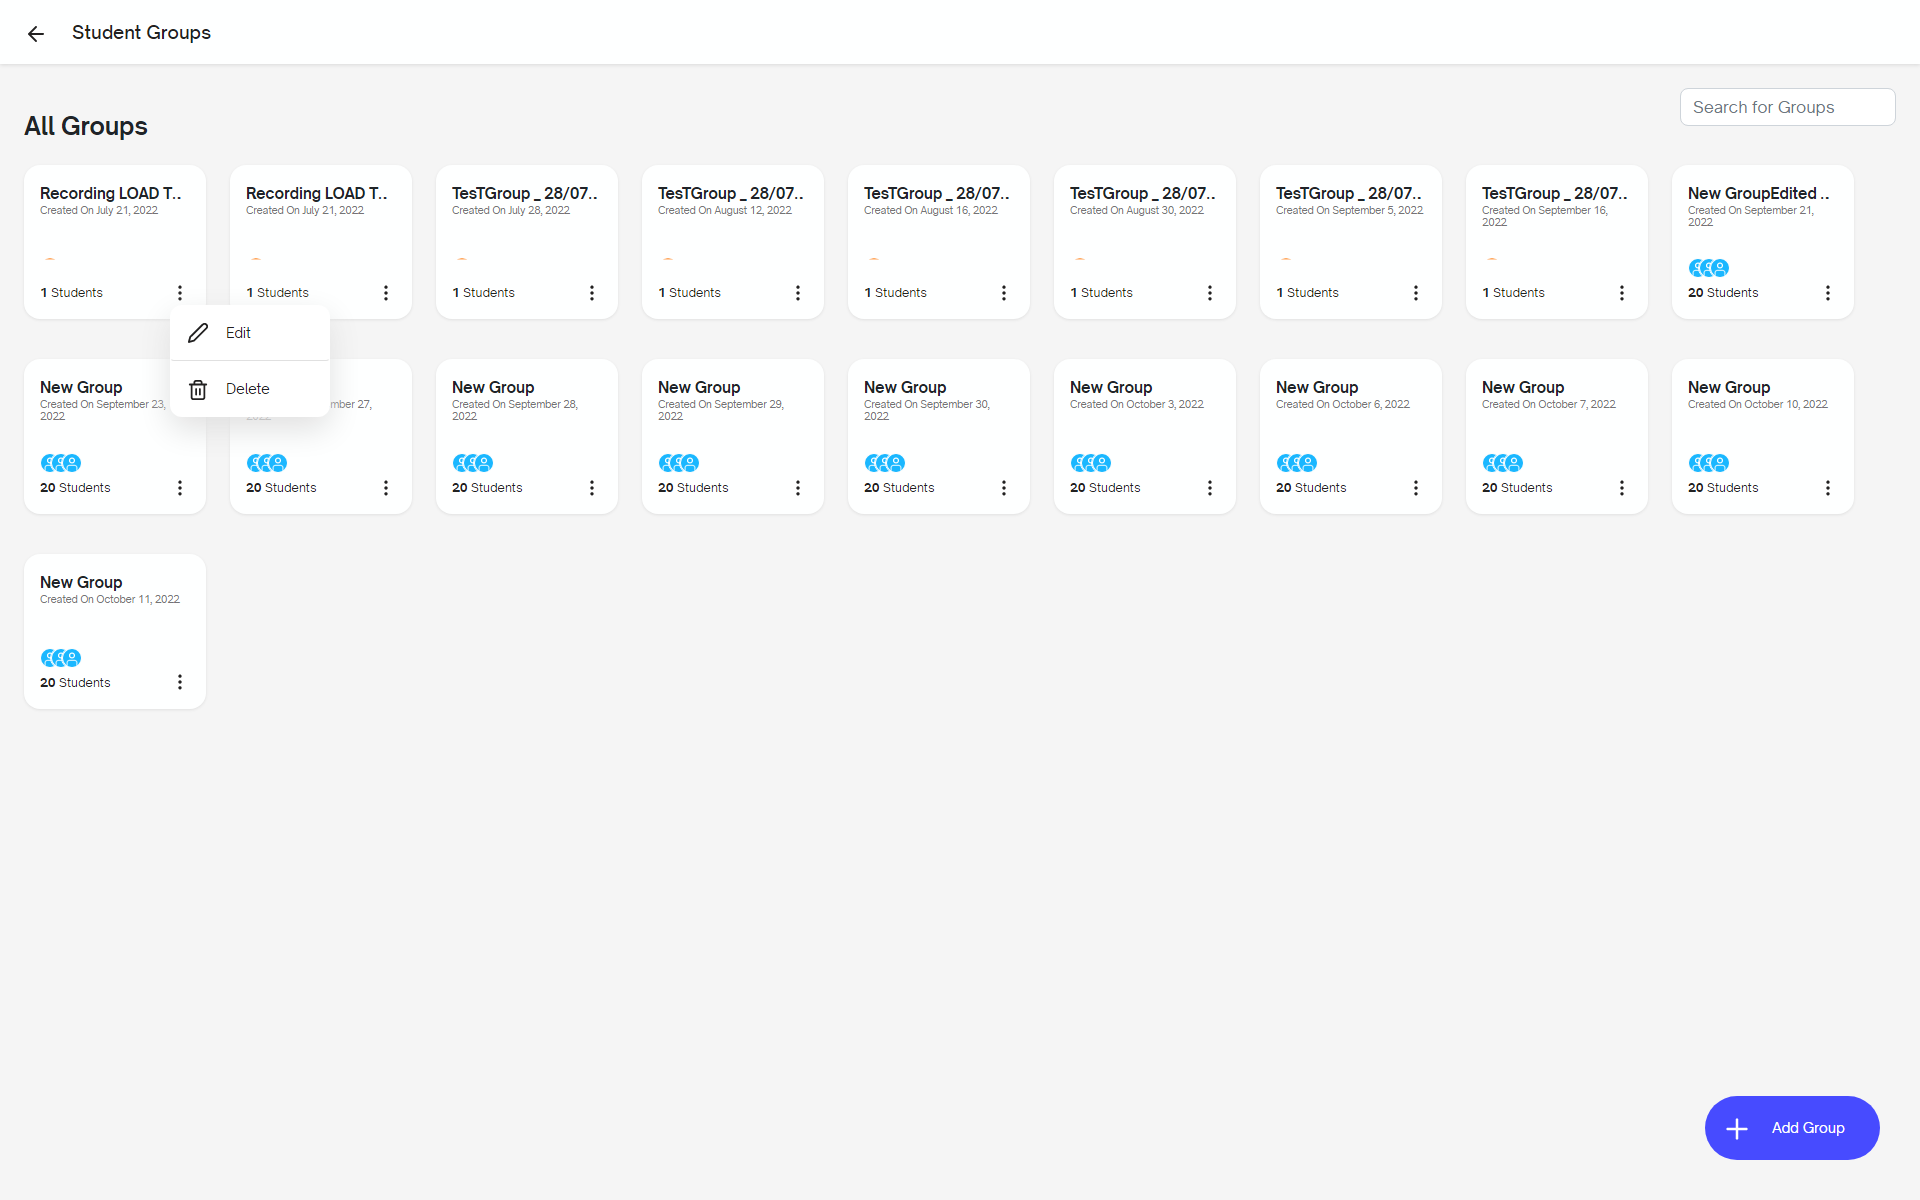 Student Groups
All Groups
Search for Groups
Recording LOAD T..
Created On July 21, 2022
1 Students
Recording LOAD T..
Created On July 21, 2022
1 Students
TesTGroup _ 28/07..
Created On July 28, 2022
1 Students
TesTGroup _ 28/07..
Created On August 12, 2022
1 Students
TesTGroup _ 28/07..
Created On August 16, 2022
1 Students
TesTGroup _ 28/07..
Created On August 30, 2022
1 Students
TesTGroup _ 28/07..
Created On September 5, 2022
1 Students
TesTGroup _ 28/07..
Created On September 16,
2022
1 Students
New GroupEdited ..
Created On September 21,
2022
20 Students
Edit
Delete
New Group
Created On September 23,
2022
20 Students
mber 27,
2022
20 Students
New Group
Created On September 28,
2022
20 Students
New Group
Created On September 29,
2022
20 Students
New Group
Created On September 30,
2022
20 Students
New Group
Created On October 3, 2022
20 Students
New Group
Created On October 6, 2022
20 Students
New Group
Created On October 7, 2022
20 Students
New Group
Created On October 10, 2022
20 Students
New Group
Created On October 11, 2022
20 Students
Add Group